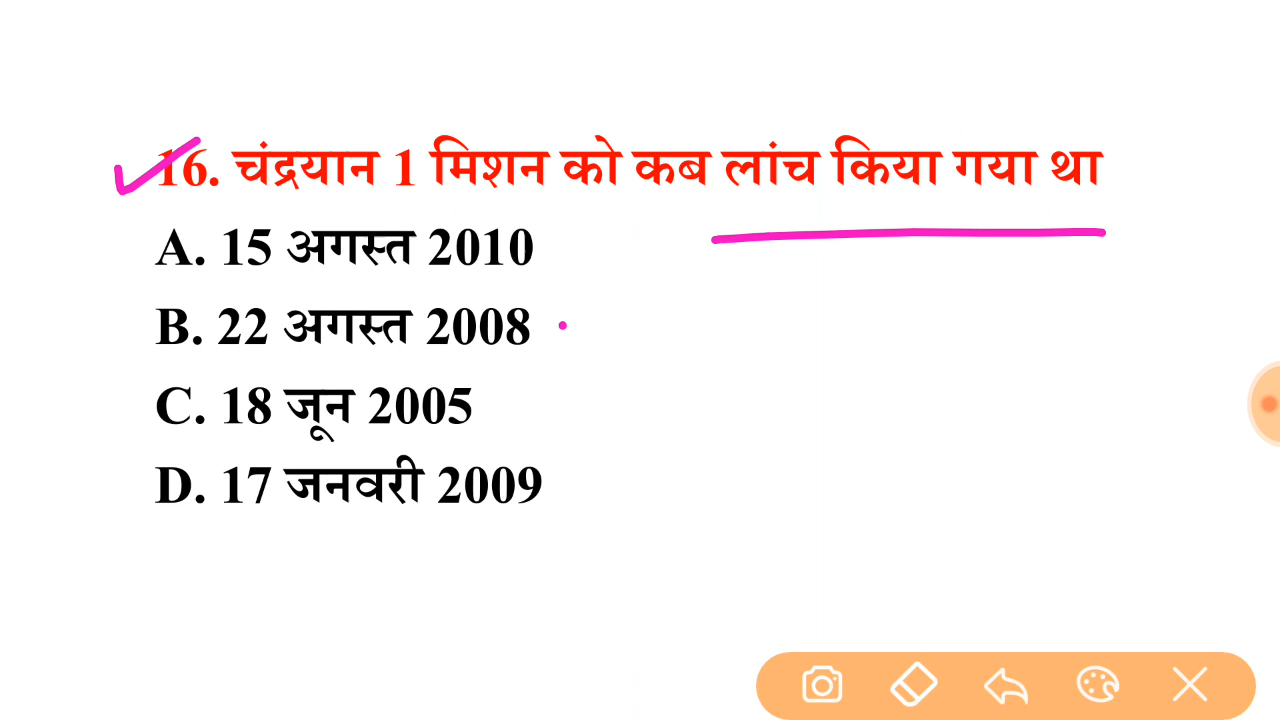 16. चंद्रयान 1 मिशन को कब लांच किया गया था
A. 15 अगस्त 2010
B. 22 अगस्त 2008
C. 18 जून 2005
D. 17 जनवरी 2009